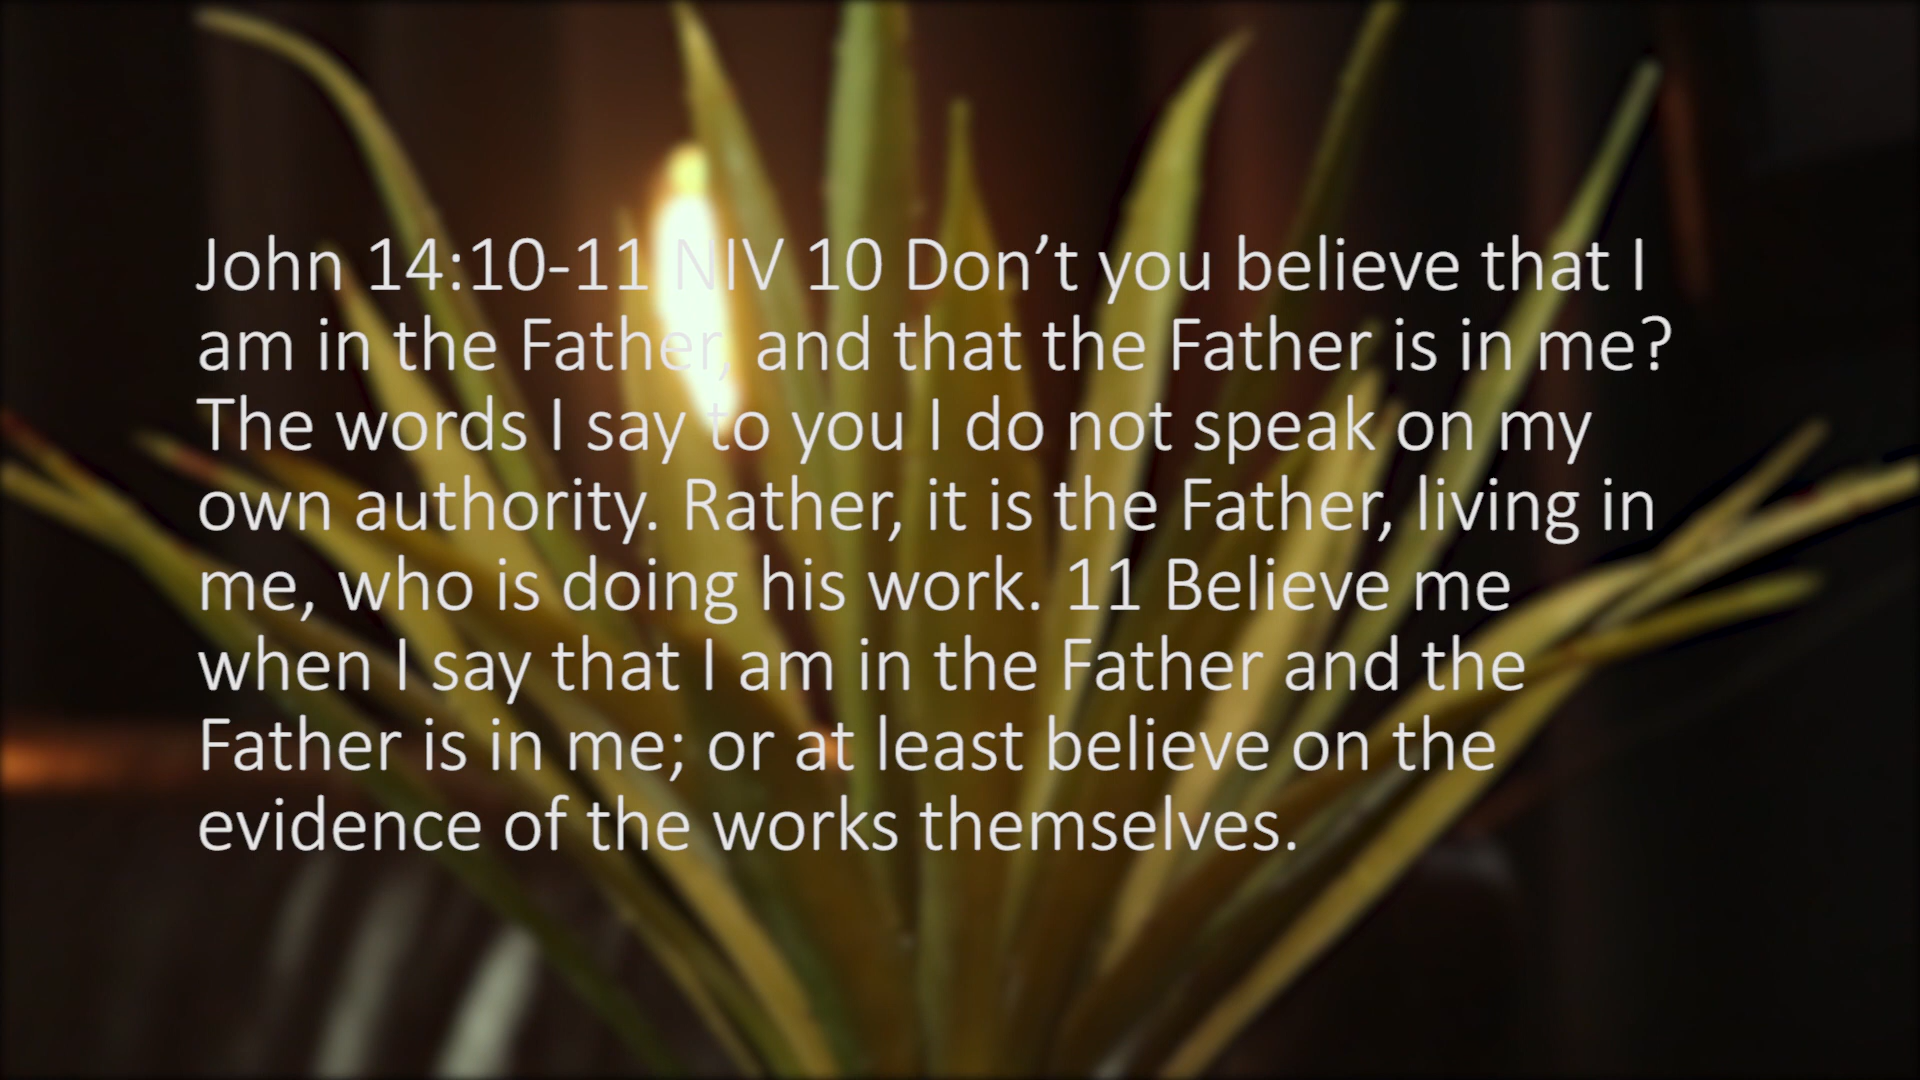 John 14:10-11 NIV 10 Don’t you believe that I
am in the Father, and that the Father is in me?
The words I say to you I do not speak on my
own authority. Rather, it is the Father, living in
me, who is doing his work. 11 Believe me
when I say that I am in the Father and the
Father is in me; or at least believe on the
evidence of the works themselves.